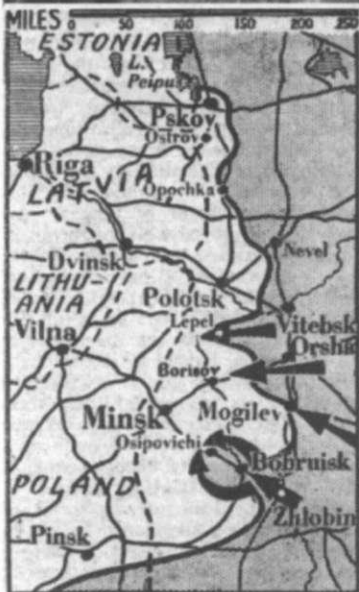 MILES 0 50 100 150 200 250
ESTONIA
L.
Peipus
Pskov
Ostrov
Riga
LATVIA
Opochka
Dvinsk
Nevel
LITHU-
ANIA
Polotsk
Lepel
Vitebsk
Vilna
Orsha
Borisov
Minsk
Mogilev
Osipovichi
Bobruisk
POLAND
Zhlobin
Pinsk